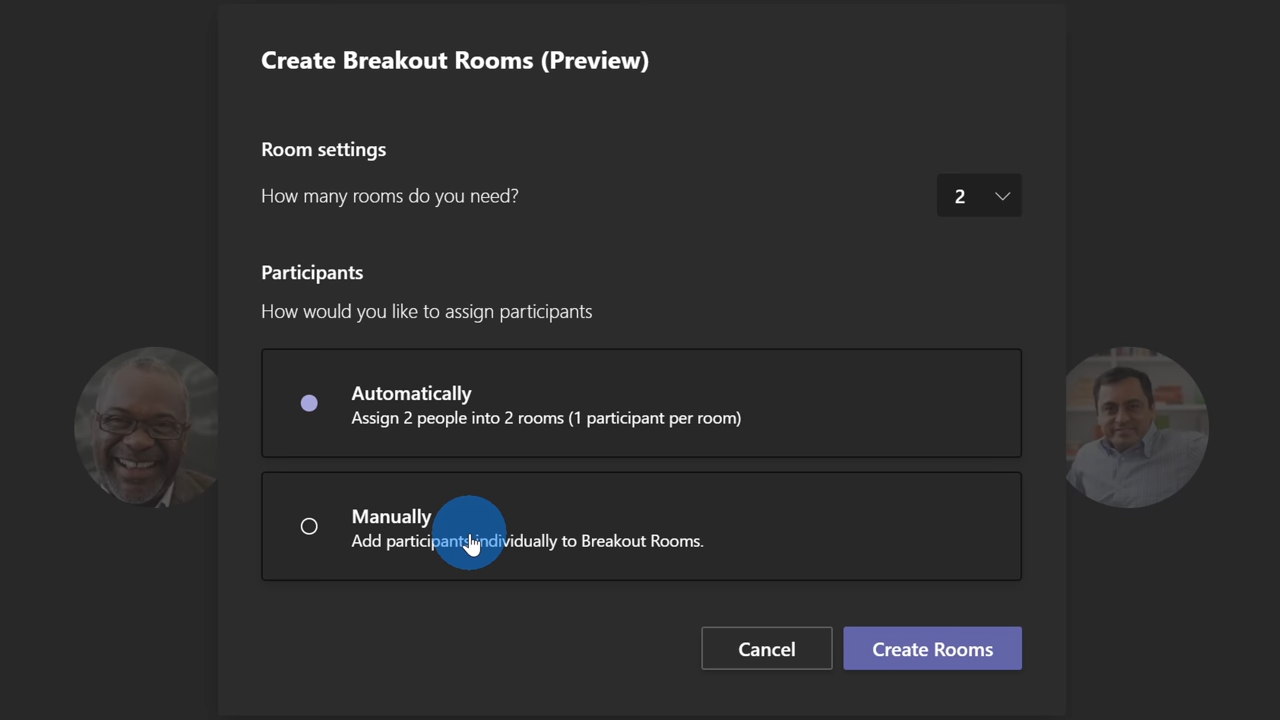 Create Breakout Rooms (Preview)
Room settings
How many rooms do you need?
2
Participants
How would you like to assign participants
Automatically
Assign 2 people into 2 rooms (1 participant per room)
Manually
Add participants individually to Breakout Rooms.
Cancel
Create Rooms